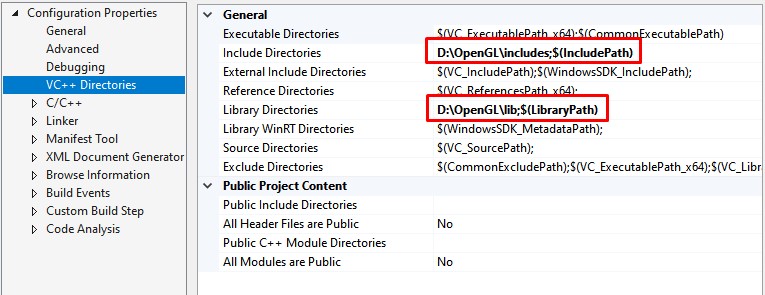 Configuration Properties
General
Advanced
Debugging
VC++ Directories
C/C++
Linker
Manifest Tool
XML Document Generator
Browse Information
Build Events
Custom Build Step
Code Analysis
General
Executable Directories $(VC_ExecutablePath_x64);$(CommonExecutablePath)
Include Directories D:\OpenGL\includes;$(IncludePath)
External Include Directories $(VC_IncludePath);$(WindowsSDK_IncludePath);
Reference Directories $(VC_ReferencesPath_x64);
Library Directories D:\OpenGL\lib;$(LibraryPath)
Library WinRT Directories $(WindowsSDK_MetadataPath);
Source Directories $(VC_SourcePath);
Exclude Directories $(CommonExcludePath);$(VC_ExecutablePath_x64);$(VC_Libr
Public Project Content
Public Include Directories
All Header Files are Public No
Public C++ Module Directories
All Modules are Public No